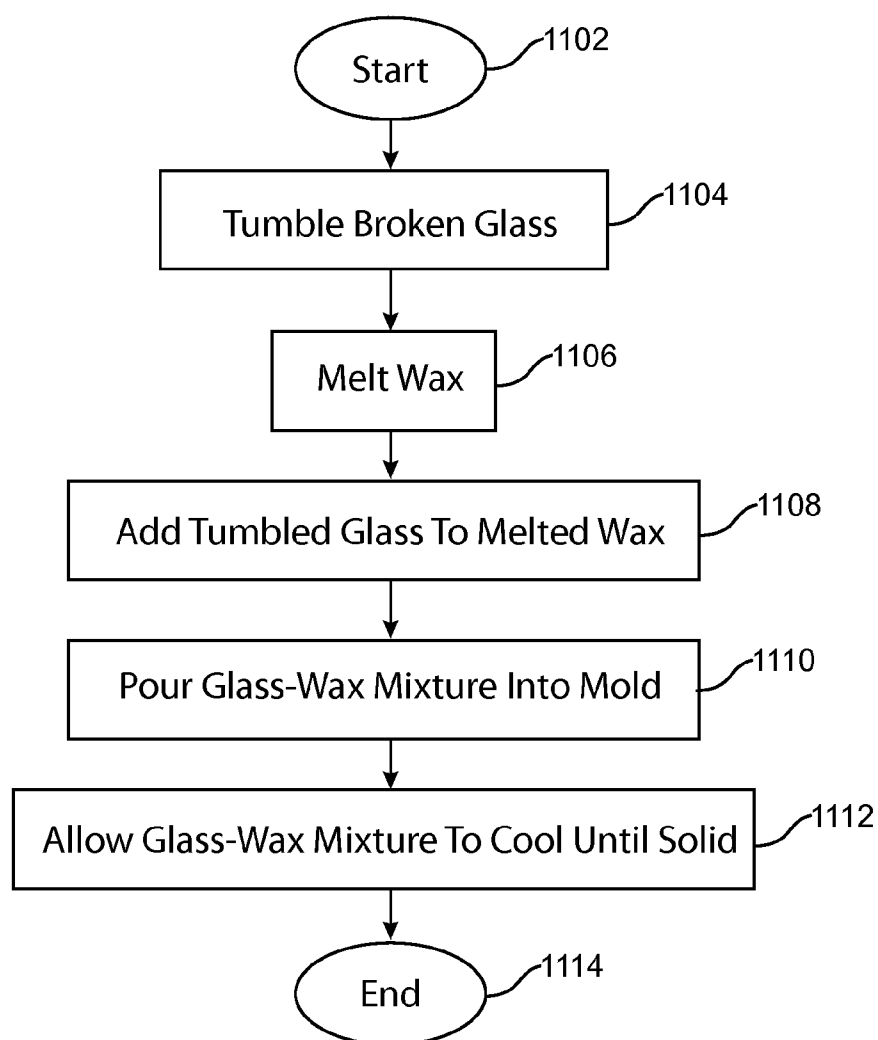 Start
1102
Tumble Broken Glass
1104
Melt Wax
1106
Add Tumbled Glass To Melted Wax
1108
Pour Glass-Wax Mixture Into Mold
1110
Allow Glass-Wax Mixture To Cool Until Solid
1112
End
1114